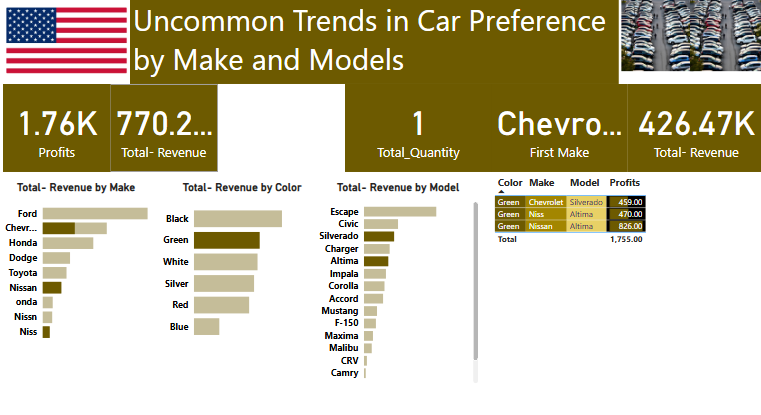 Uncommon Trends in Car Preference
by Make and Models
1.76K
Profits
770.2...
Total- Revenue
1
Total_Quantity
Chevro...
First Make
426.47K
Total- Revenue
Total- Revenue by Make
Ford
Chevr...
Honda
Dodge
Toyota
Nissan
onda
Nissn
Niss
Total- Revenue by Color
Black
Green
White
Silver
Red
Blue
Total- Revenue by Model
Escape
Civic
Silverado
Charger
Altima
Impala
Corolla
Accord
Mustang
F-150
Maxima
Malibu
CRV
Camry
Color Make Model Profits
Green Chevrolet Silverado 459.00
Green Niss Altima 470.00
Green Nissan Altima 826.00
Total 1,755.00